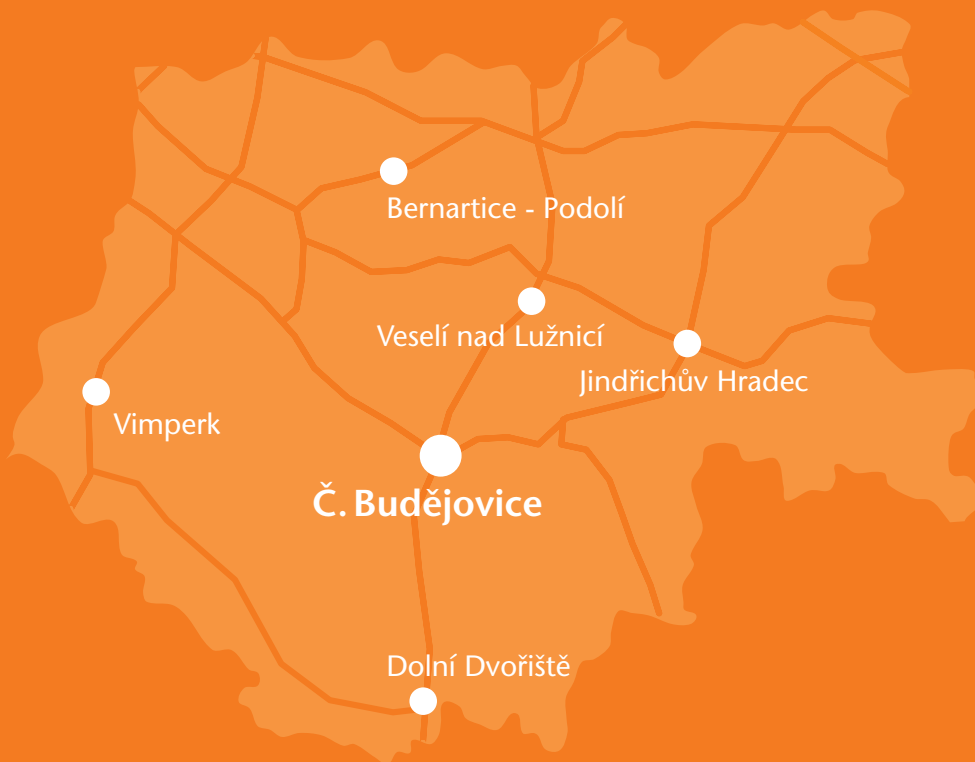 Bernartice - Podolí
Veselí nad Lužnicí
Jindřichův Hradec
Vimperk
Č. Budějovice
Dolní Dvořiště